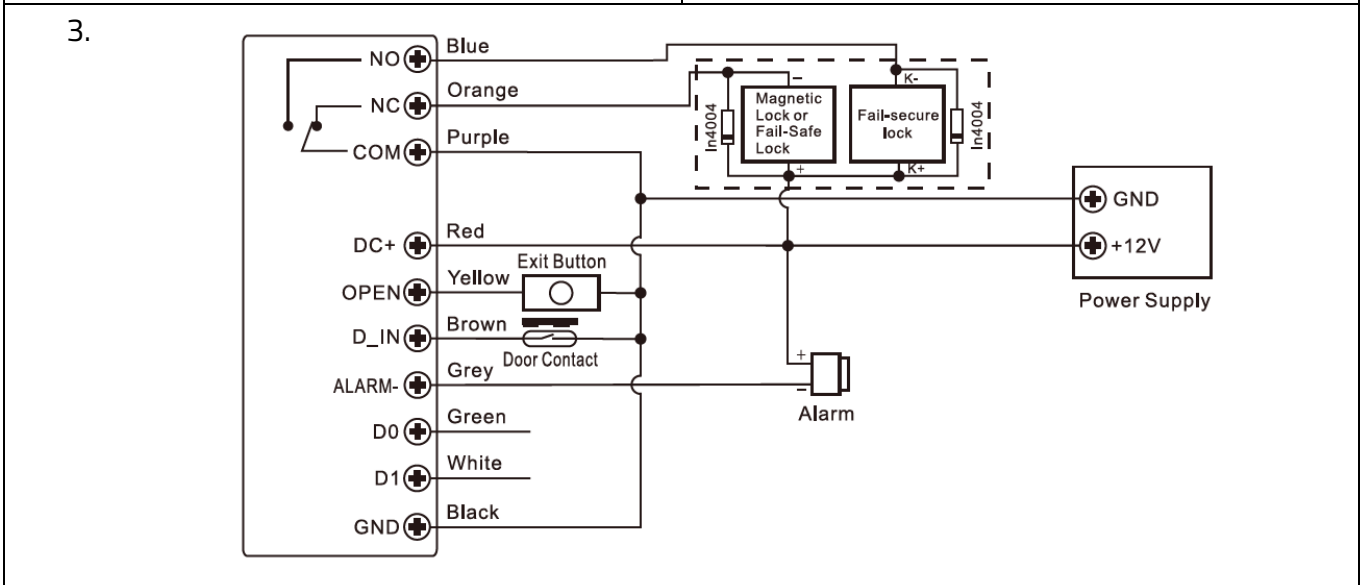 3.
NO
Blue
NC
Orange
COM
Purple
DC+
Red
OPEN
Yellow
Exit Button
D_IN
Brown
Door Contact
ALARM-
Grey
D0
Green
D1
White
GND
Black
In4004
−
Magnetic
Lock or
Fail-Safe
Lock
+
K-
Fail-secure
lock
K+
In4004
GND
+12V
Power Supply
+
−
Alarm